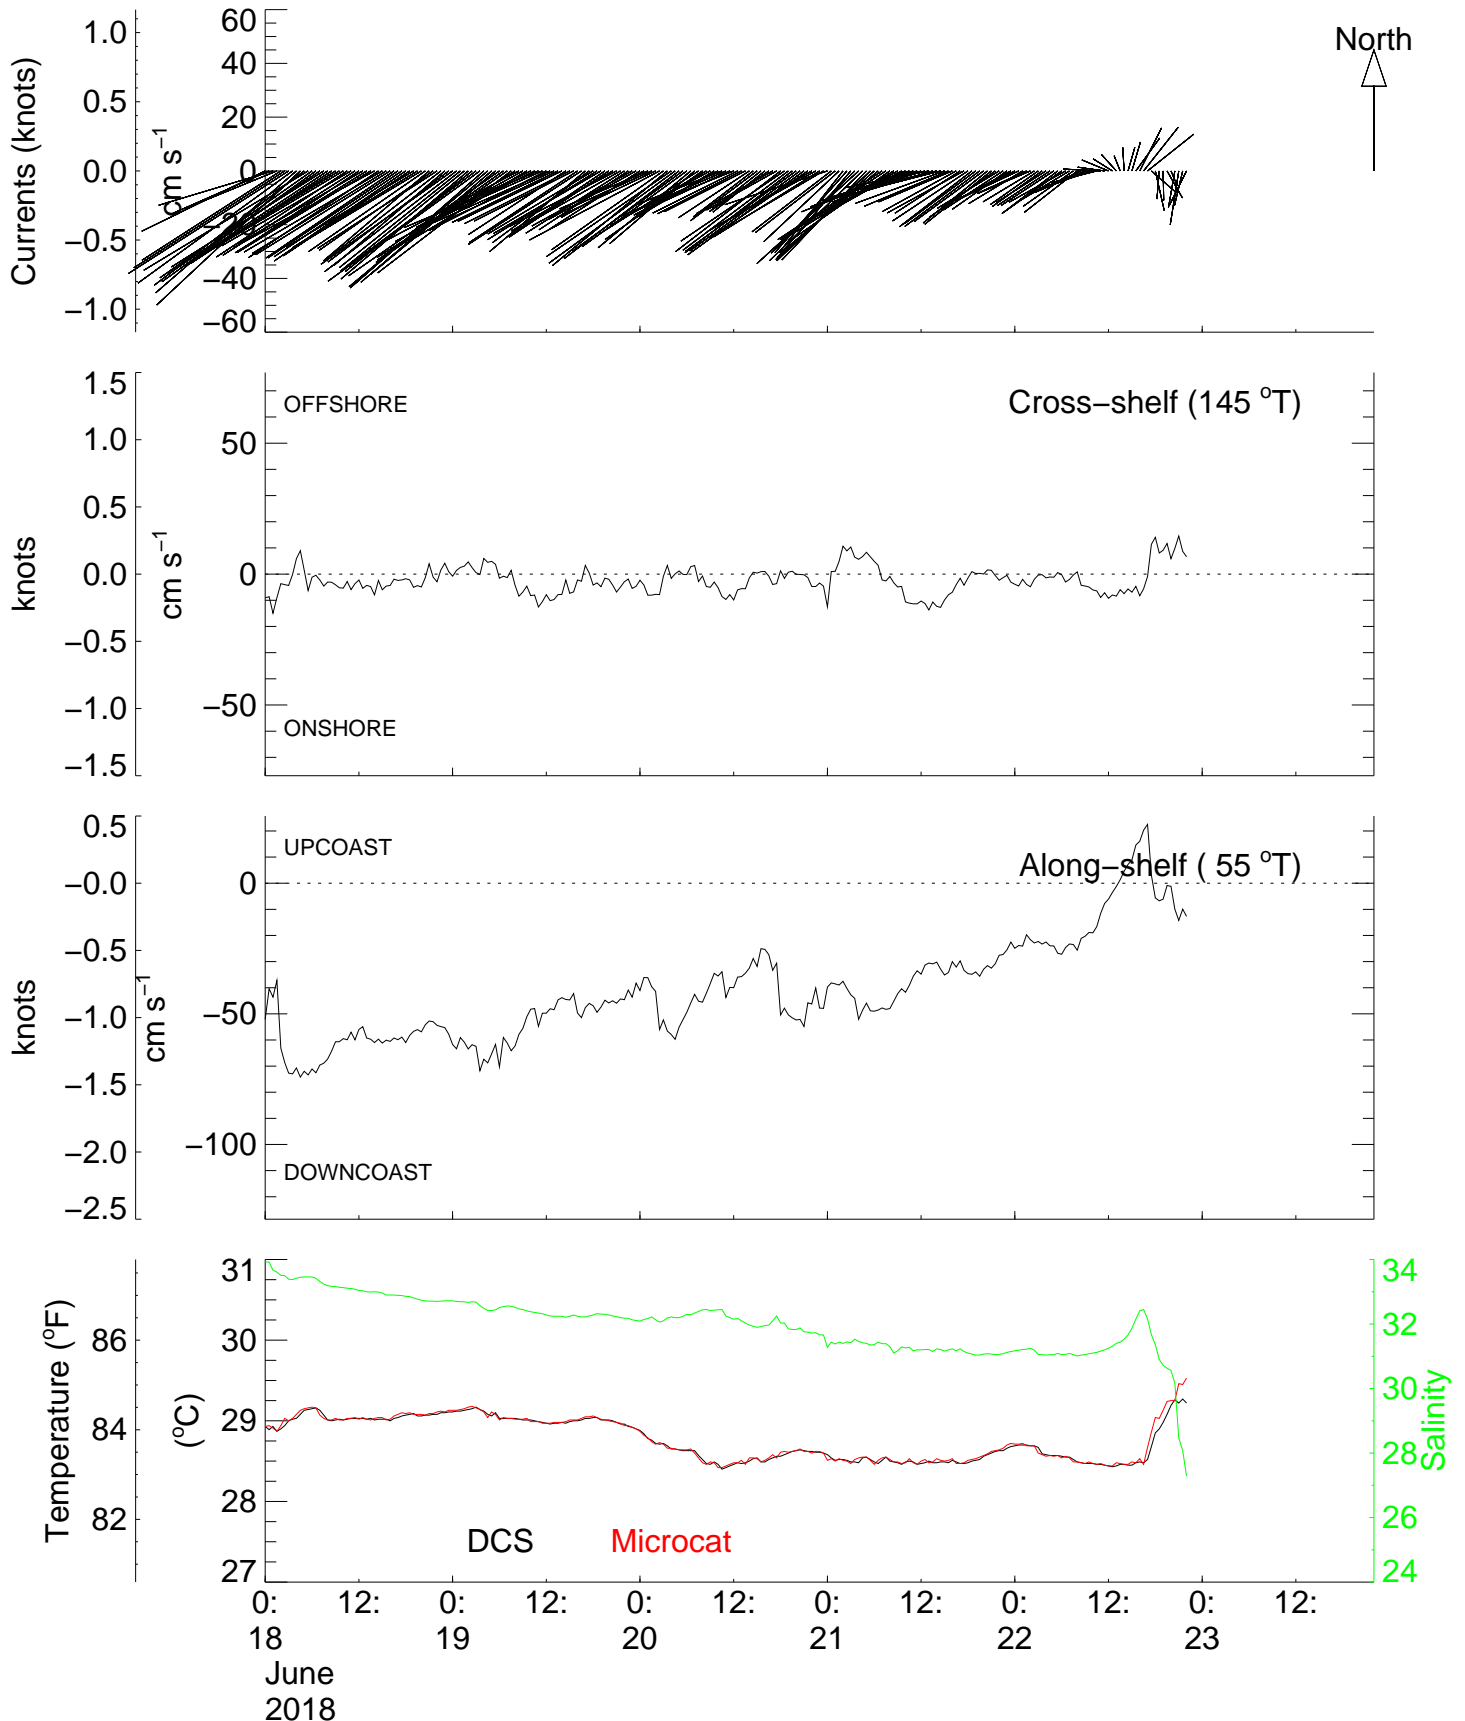 Currents (knots)
1.0
0.5
0.0
−0.5
−1.0
cm s−1
60
40
20
0
−20
−40
−60
North
knots
1.5
1.0
0.5
0.0
−0.5
−1.0
−1.5
cm s−1
50
0
−50
OFFSHORE
Cross−shelf (145 oT)
ONSHORE
knots
0.5
−0.0
−0.5
−1.0
−1.5
−2.0
−2.5
cm s−1
0
−50
−100
UPCOAST
Along−shelf ( 55 oT)
DOWNCOAST
Temperature (oF)
86
84
82
(oC)
31
30
29
28
27
DCS Microcat
34
32
30
28
26
24
Salinity
0: 12: 0: 12: 0: 12: 0: 12: 0: 12: 0: 12:
18 19 20 21 22 23
June
2018